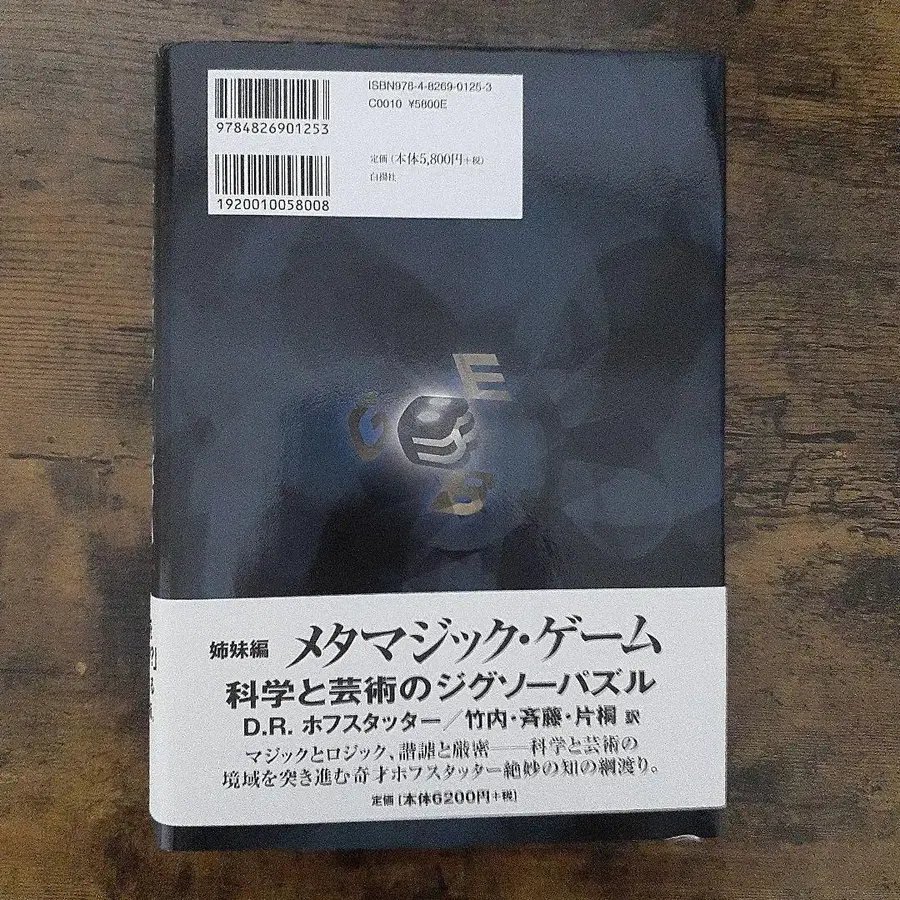 ISBN978-4-8269-0125-3
C0010 ¥5800E
9784826901253
定価(本体5,800円+税)
白揚社
1920010058008
E
G
B
姉妹編 メタマジック・ゲーム
科学と芸術のジグソーパズル
D.R. ホフスタッター/竹内・斉藤・片桐 訳
マジックとロジック、諧謔と厳密——科学と芸術の
境域を突き進む奇才ホフスタッター絶妙の知の綱渡り。
定価[本体6200円+税]